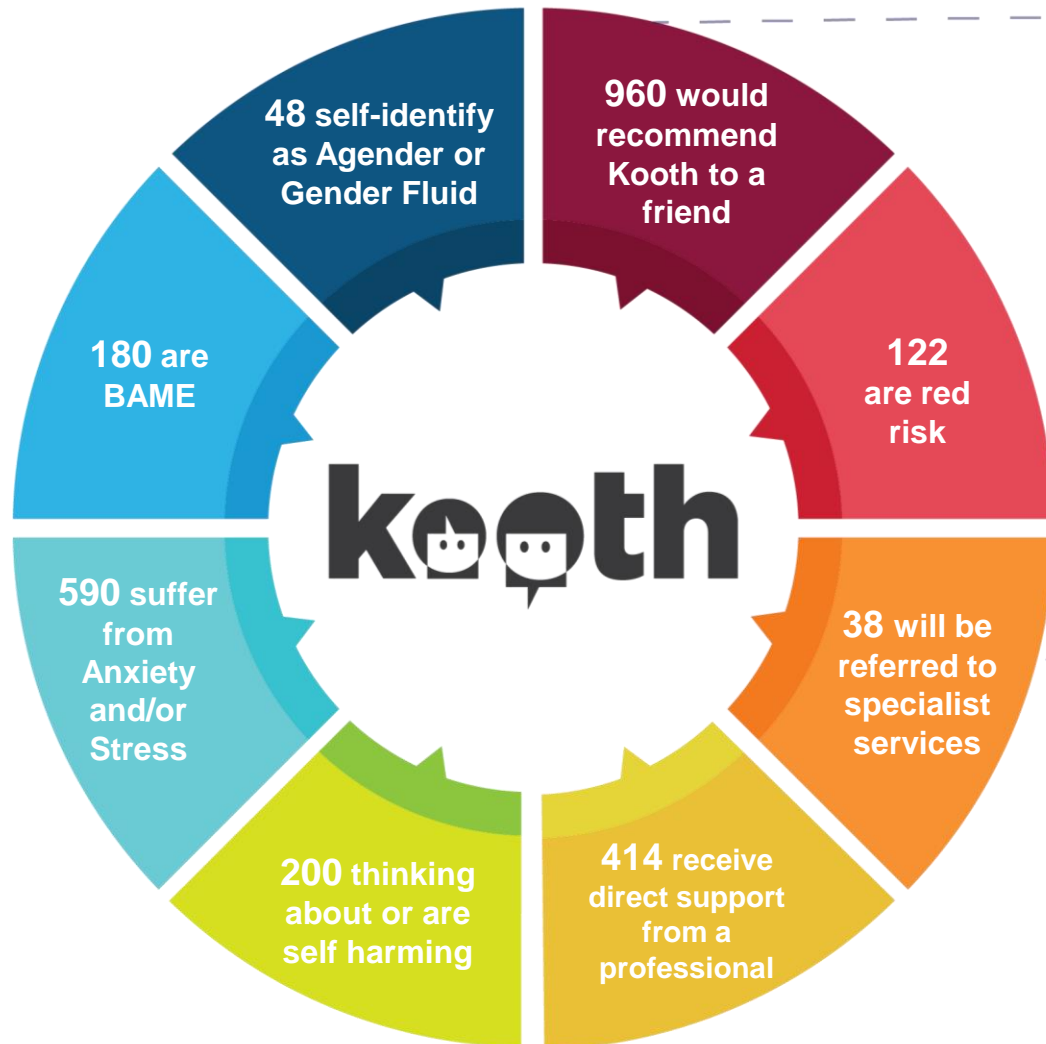 48 self-identify
as Agender or
Gender Fluid
960 would
recommend
Kooth to a
friend
122
are red
risk
38 will be
referred to
specialist
services
414 receive
direct support
from a
professional
200 thinking
about or are
self harming
590 suffer
from
Anxiety
and/or
Stress
180 are
BAME
kooth